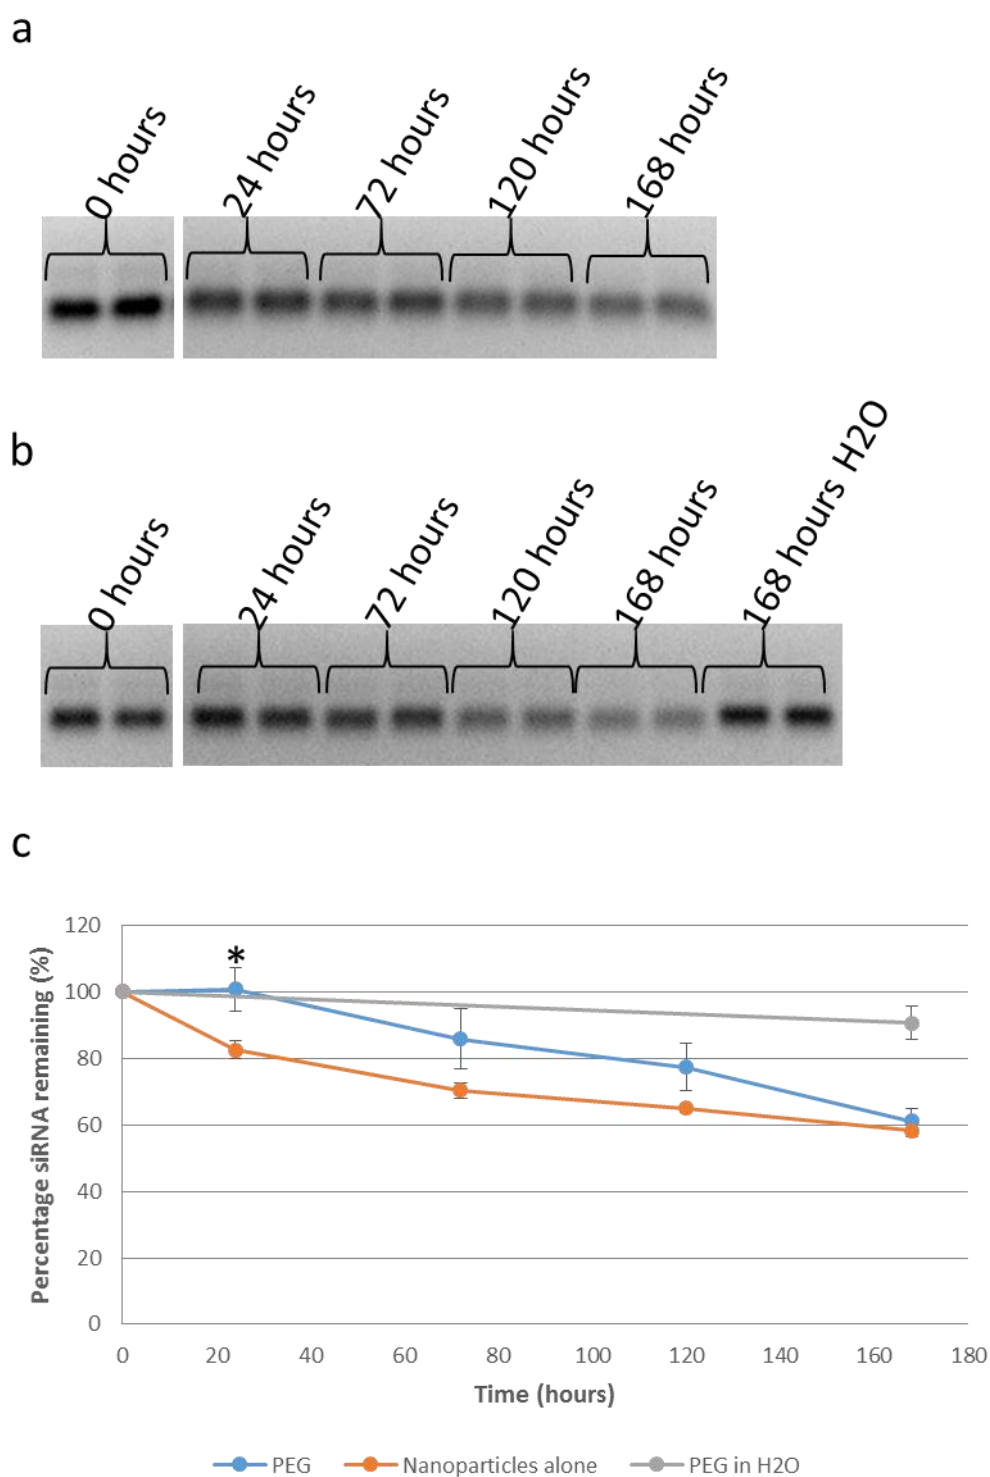 a
0 hours
24 hours
72 hours
120 hours
168 hours
b
0 hours
24 hours
72 hours
120 hours
168 hours
168 hours H2O
c
Percentage siRNA remaining (%)
120
100
80
60
40
20
0
*
0 20 40 60 80 100 120 140 160 180
Time (hours)
PEG Nanoparticles alone PEG in H2O